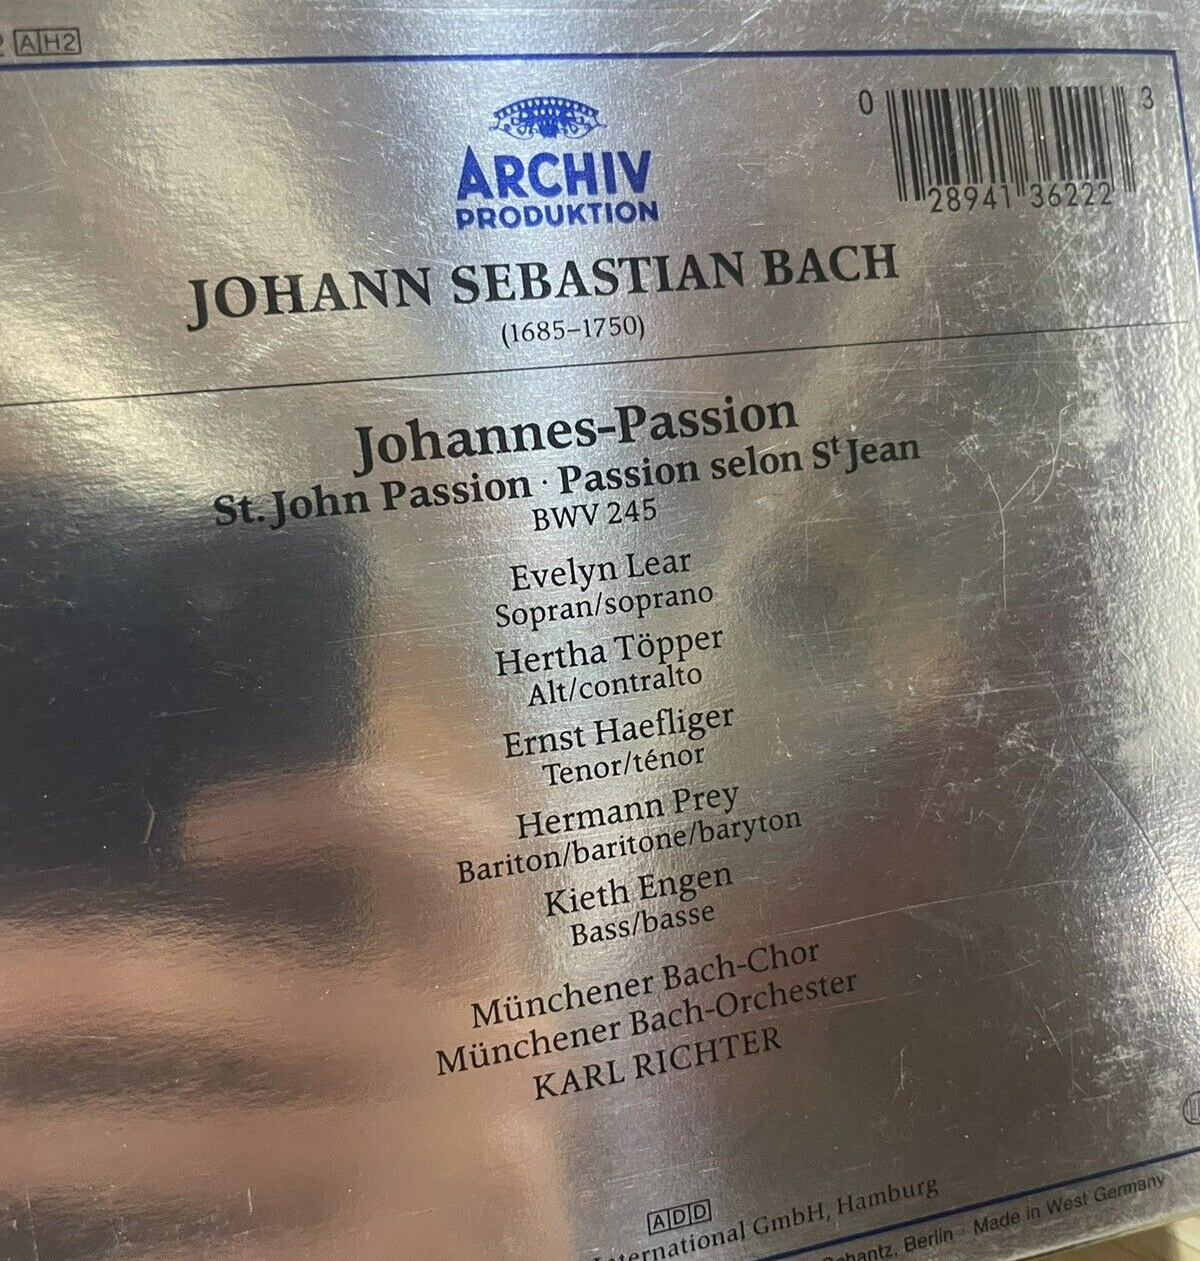 2 AH2
ARCHIV
PRODUKTION
0 28941 36222 3
JOHANN SEBASTIAN BACH
(1685–1750)
Johannes-Passion
St. John Passion · Passion selon St Jean
BWV 245
Evelyn Lear
Sopran/soprano
Hertha Töpper
Alt/contralto
Ernst Haefliger
Tenor/ténor
Hermann Prey
Bariton/baritone/baryton
Kieth Engen
Bass/basse
Münchener Bach-Chor
Münchener Bach-Orchester
KARL RICHTER
ADD
International GmbH, Hamburg
Berlin · Made in West Germany